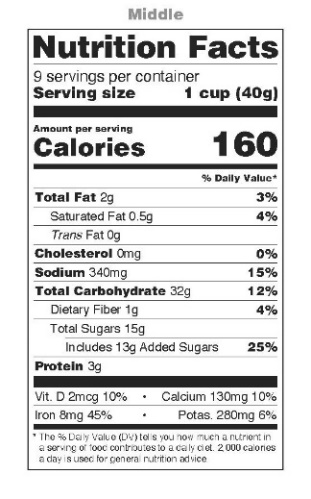 Middle
Nutrition Facts
9 servings per container
Serving size 1 cup (40g)
Amount per serving
Calories 160
% Daily Value*
Total Fat 2g 3%
Saturated Fat 0.5g 4%
Trans Fat 0g
Cholesterol 0mg 0%
Sodium 340mg 15%
Total Carbohydrate 32g 12%
Dietary Fiber 1g 4%
Total Sugars 15g
Includes 13g Added Sugars 25%
Protein 3g
Vit. D 2mcg 10% • Calcium 130mg 10%
Iron 8mg 45% • Potas. 280mg 6%
* The % Daily Value (DV) tells you how much a nutrient in
a serving of food contributes to a daily diet. 2,000 calories
a day is used for general nutrition advice